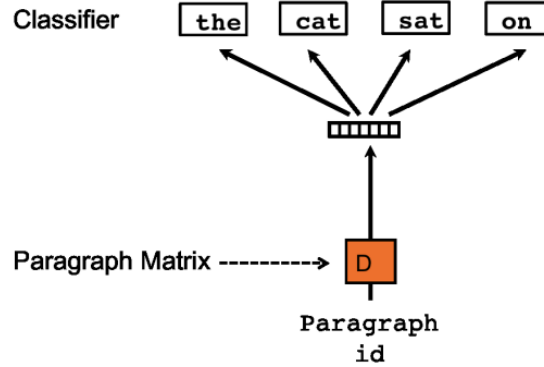 Classifier the cat sat on
Paragraph Matrix D
Paragraph
id